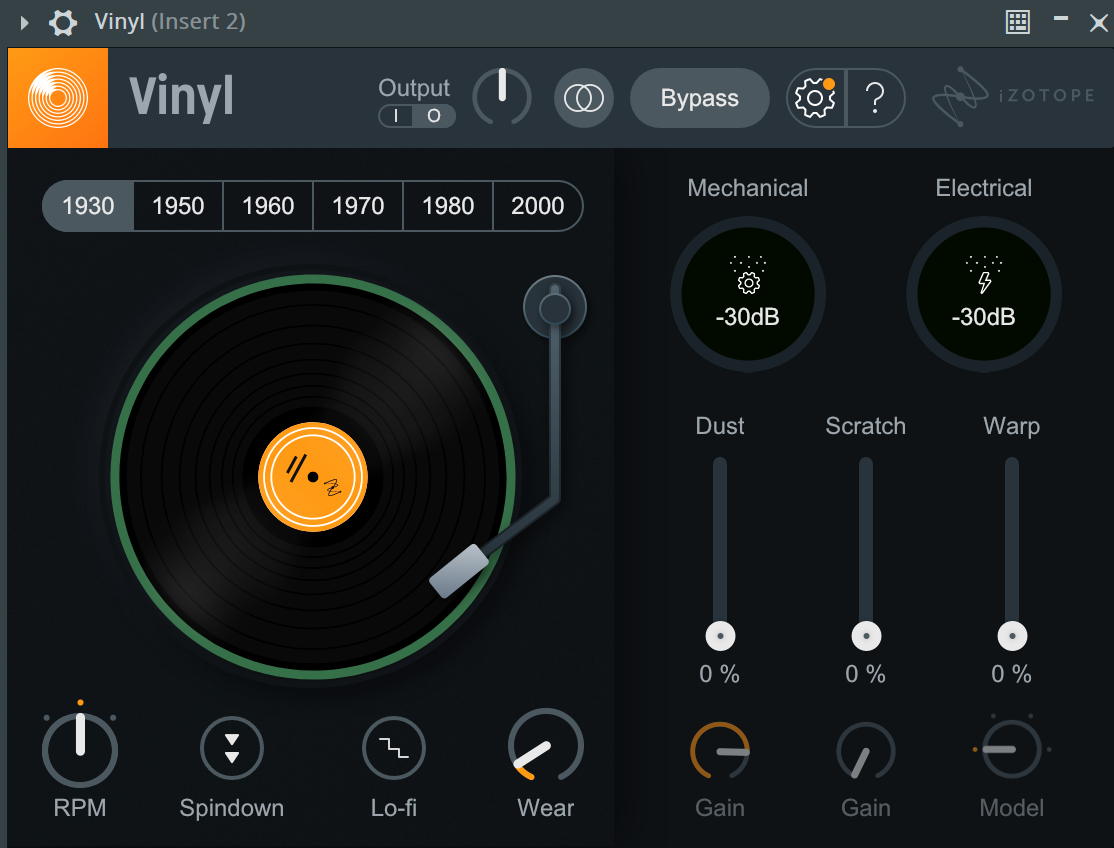 Vinyl (Insert 2)
Vinyl
Output
I O
Bypass
?
iZOTOPE
1930 1950 1960 1970 1980 2000
Mechanical Electrical
-30dB -30dB
Dust Scratch Warp
0 % 0 % 0 %
RPM Spindown Lo-fi Wear Gain Gain Model